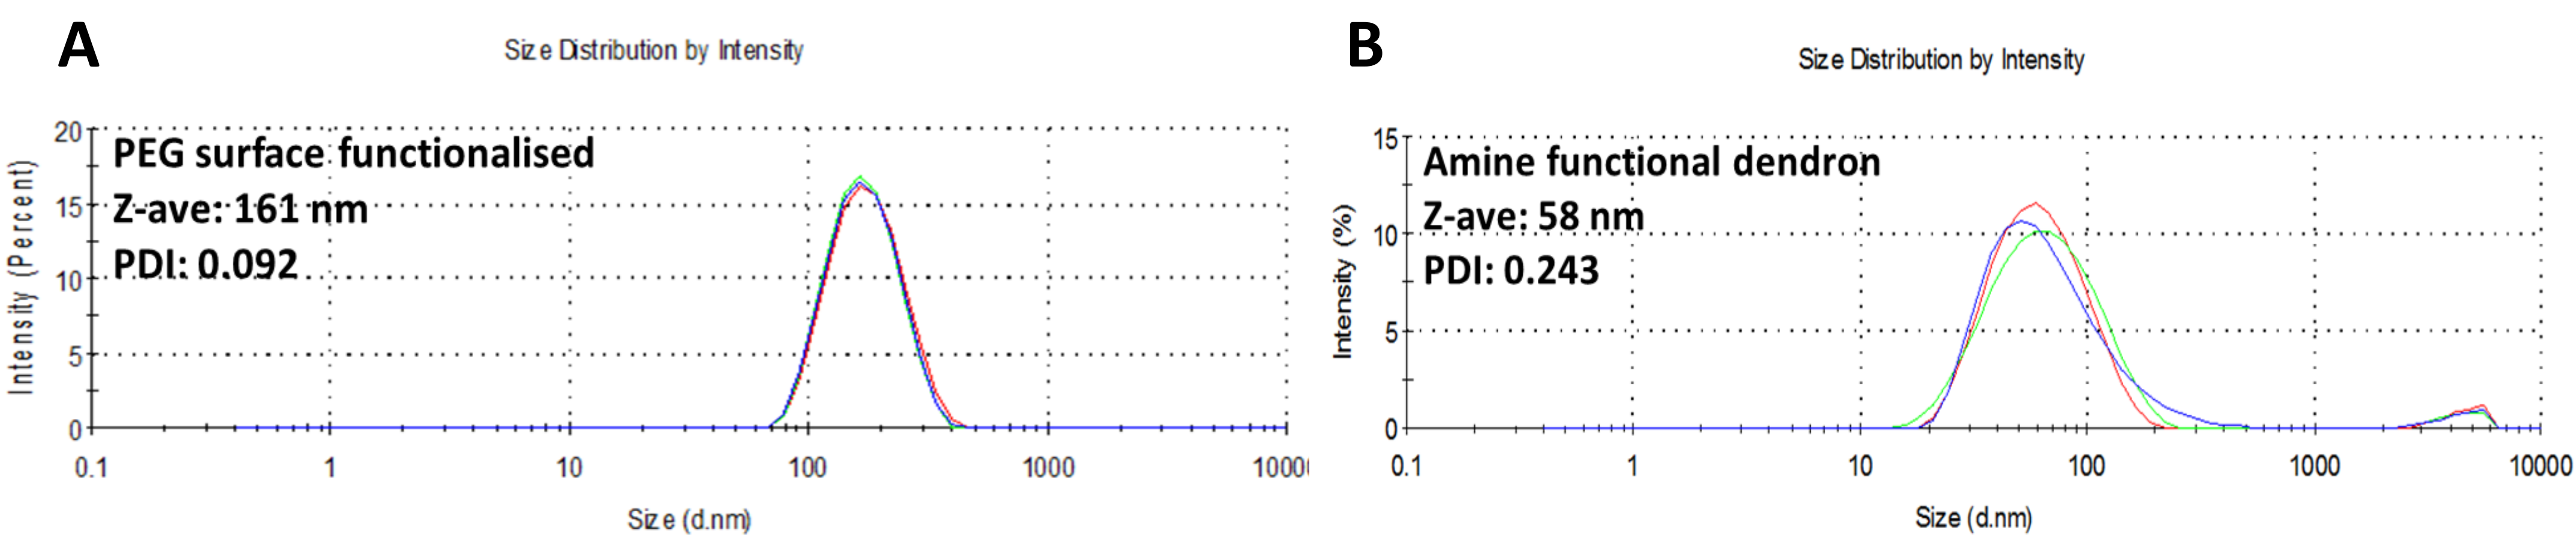 A
Size Distribution by Intensity
Intensity (Percent)
20
15
10
5
0
PEG surface functionalised
Z-ave: 161 nm
PDI: 0.092
0.1 1 10 100 1000 1000
Size (d.nm)
B
Size Distribution by Intensity
Intensity (%)
15
10
5
0
Amine functional dendron
Z-ave: 58 nm
PDI: 0.243
0.1 1 10 100 1000 10000
Size (d.nm)